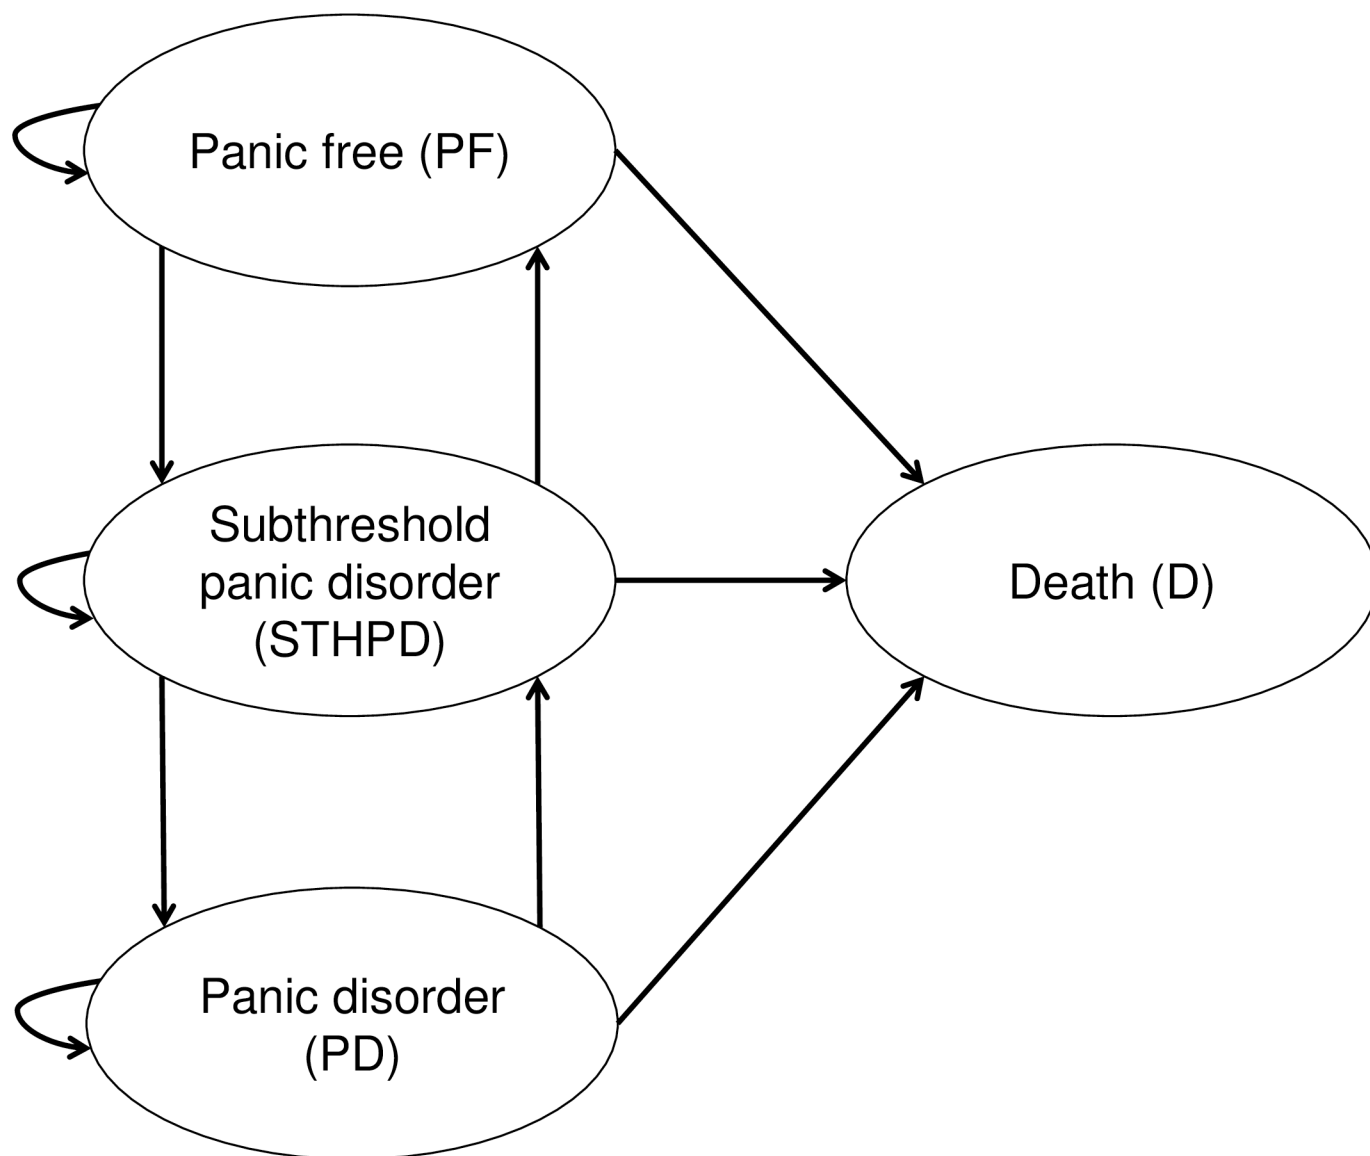 Panic free (PF)
Subthreshold
panic disorder
(STHPD)
Death (D)
Panic disorder
(PD)